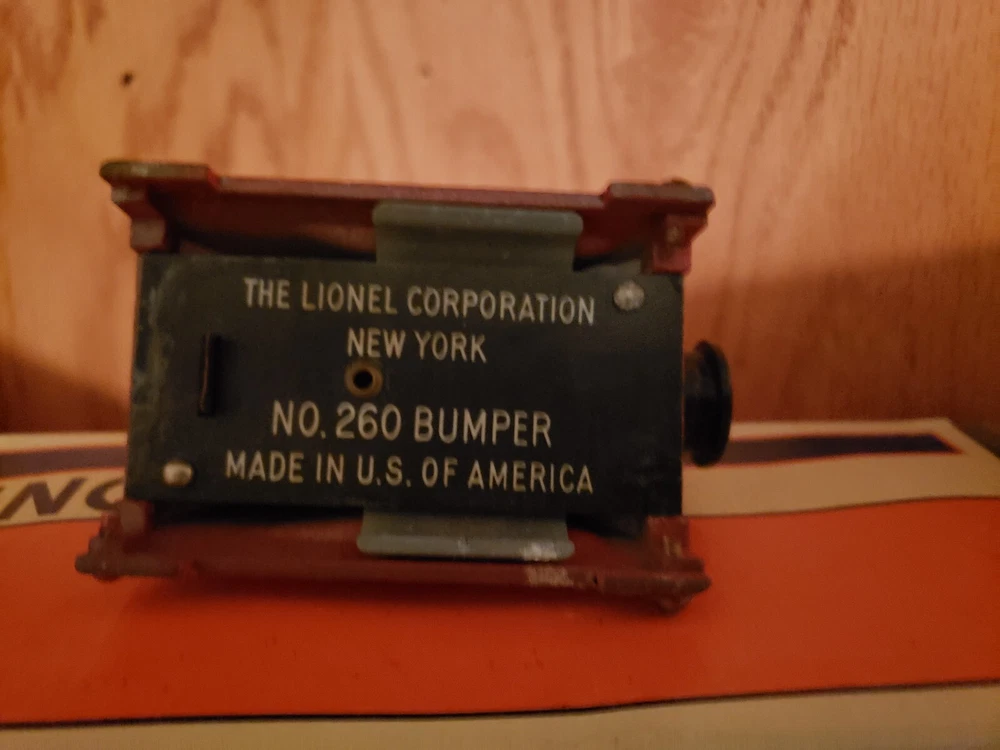 THE LIONEL CORPORATION
NEW YORK
NO. 260 BUMPER
MADE IN U.S. OF AMERICA